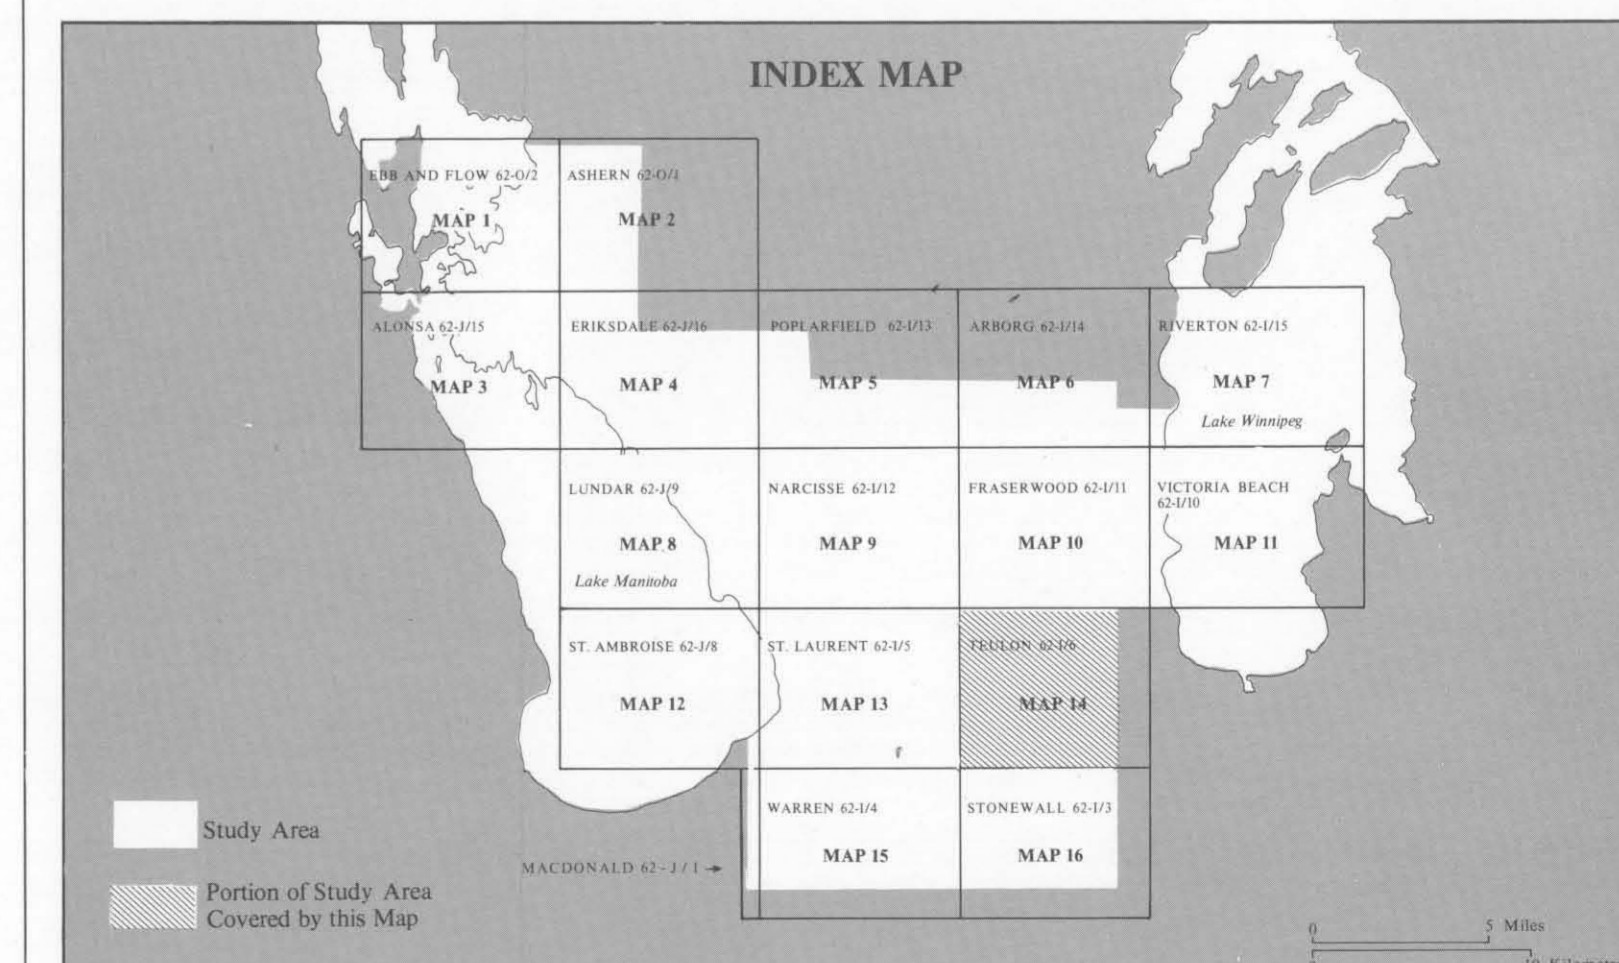 INDEX MAP
EBB AND FLOW 62-O/2
ASHERN 62-O/1
MAP 1
MAP 2
ALONSA 62-J/15
ERIKSDALE 62-J/16
POPLARFIELD 62-I/13
ARBORG 62-I/14
RIVERTON 62-I/15
MAP 3
MAP 4
MAP 5
MAP 6
MAP 7
Lake Winnipeg
LUNDAR 62-J/9
NARCISSE 62-I/12
FRASERWOOD 62-I/11
VICTORIA BEACH
62-I/10
MAP 8
MAP 9
MAP 10
MAP 11
Lake Manitoba
ST. AMBROISE 62-J/8
ST. LAURENT 62-I/5
TEULON 62-I/6
MAP 12
MAP 13
MAP 14
WARREN 62-I/4
STONEWALL 62-I/3
Study Area
MAP 15
MAP 16
MACDONALD 62-J/1 →
Portion of Study Area
Covered by this Map
0 5 Miles